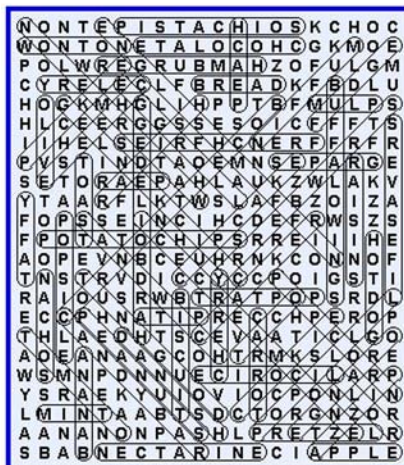 NONTEPISTACHIOSKCHOC
WONTONETALOCOHCGKMOE
POLWREGRUBMAHZOFULGM
CYRELECLFBREADKFBDLU
HOGKMHGLIHPPTBFMULPS
HLCEERGGSSESOICFFFTS
IIHELSEIRFHCNERFFRFR
PVSTINDTAOEMNSEPARGE
SETORAEPAHLAUKZWLAKV
YTAARFLKTWSLAFBZOIZA
FOPSSEINCIHCDEFRWSZS
FPOTATOCHIPSRREIIIHE
AOPEVNBCEUHRNKCONNOF
TNSTRVDICCYCCPOIGSTI
RAIOUSRWBTRATPOPSRDL
ECCPHNATIPRECCHPEROP
THLAEDHTSCEVAATICLGO
AOEANAAGCOHTRMKSLORE
WSMNPDNNUECIROCILARP
YSRAEKYUIOVIOCPONLIN
LMINTAABTSDCTORGNZOR
AANANONPASHLPRETZELR
SBABNECTARINECIAPPLE